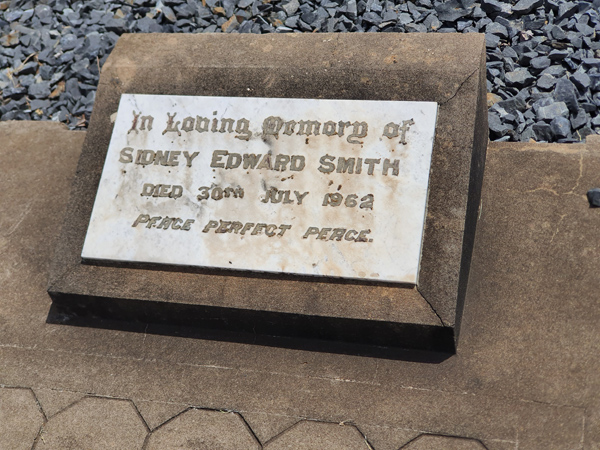 In Loving Memory of
SIDNEY EDWARD SMITH
DIED 30TH JULY 1962
PEACE PERFECT PEACE.